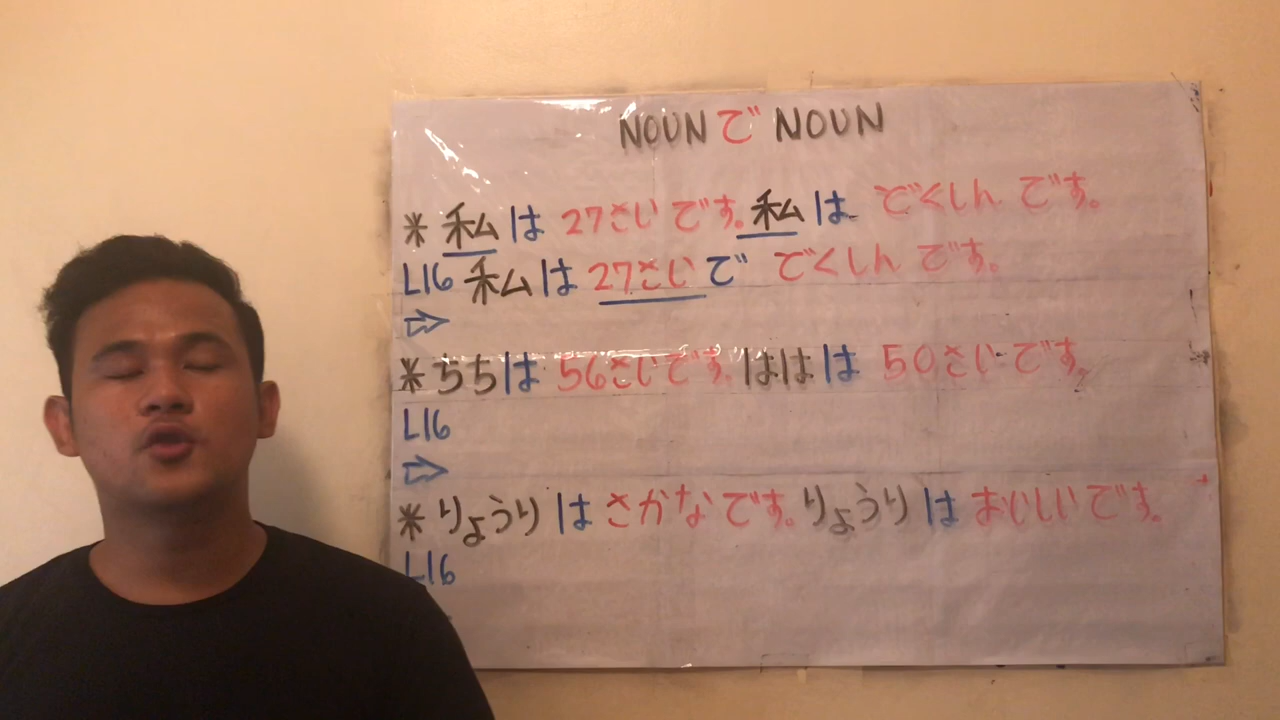 NOUN で NOUN
* 私は 27さいです。私は どくしんです。
L16 私は 27さいで どくしんです。
⇨
* ちちは 56さいです。ははは 50さいです。
L16
⇨
* りょうりは さかなです。りょうりは おいしいです。
L16